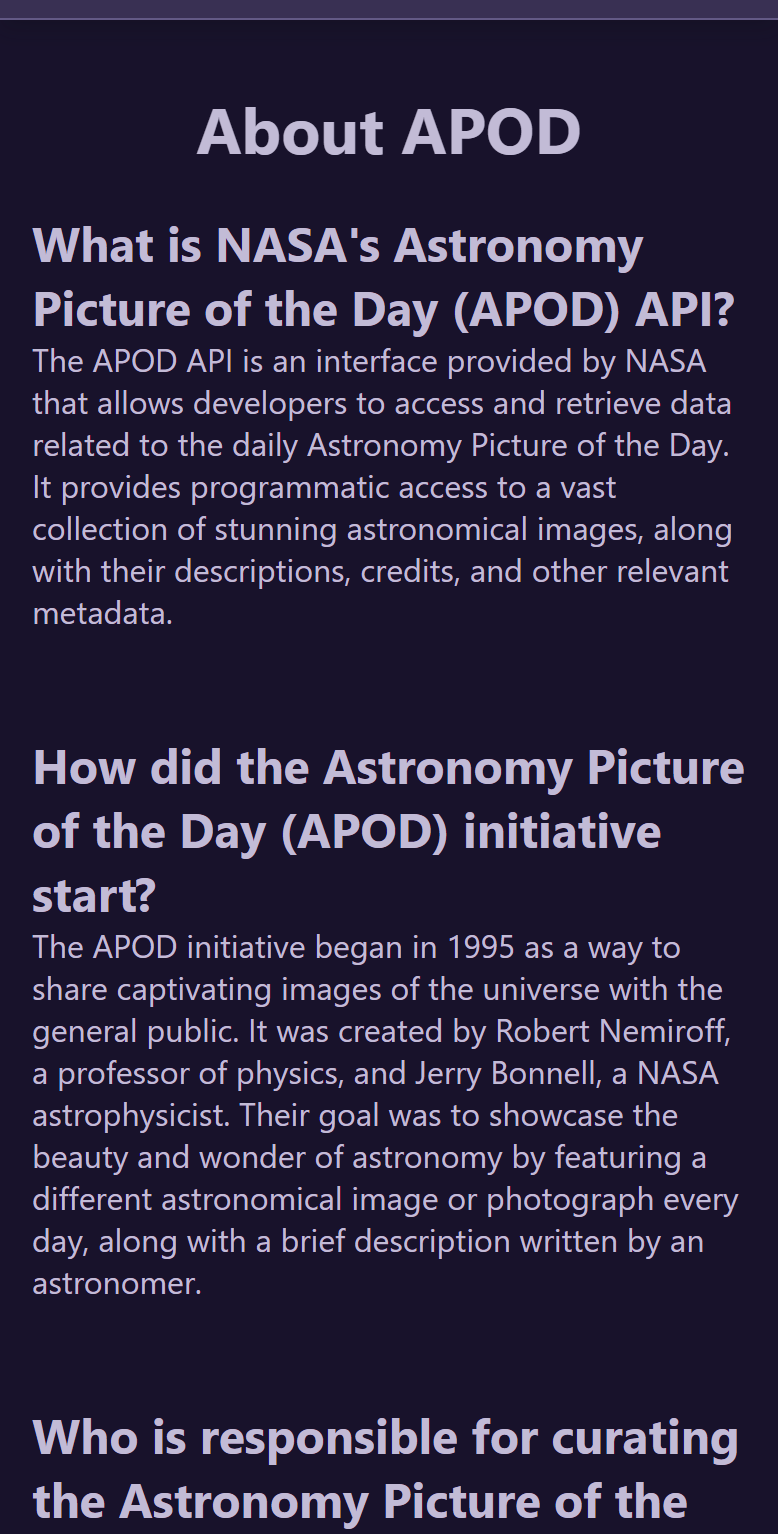 About APOD
What is NASA's Astronomy
Picture of the Day (APOD) API?
The APOD API is an interface provided by NASA
that allows developers to access and retrieve data
related to the daily Astronomy Picture of the Day.
It provides programmatic access to a vast
collection of stunning astronomical images, along
with their descriptions, credits, and other relevant
metadata.
How did the Astronomy Picture
of the Day (APOD) initiative
start?
The APOD initiative began in 1995 as a way to
share captivating images of the universe with the
general public. It was created by Robert Nemiroff,
a professor of physics, and Jerry Bonnell, a NASA
astrophysicist. Their goal was to showcase the
beauty and wonder of astronomy by featuring a
different astronomical image or photograph every
day, along with a brief description written by an
astronomer.
Who is responsible for curating
the Astronomy Picture of the